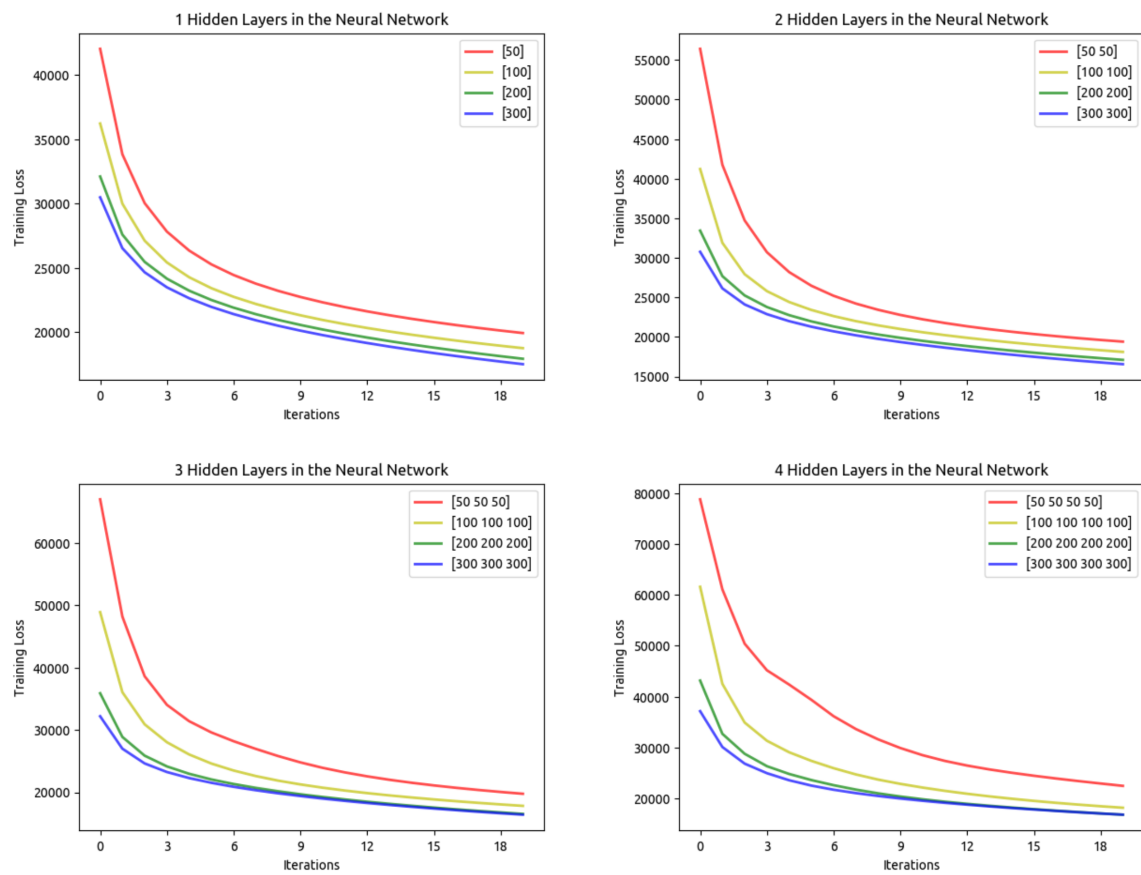 1 Hidden Layers in the Neural Network
40000
35000
30000
25000
20000
Training Loss
[50]
[100]
[200]
[300]
0 3 6 9 12 15 18
Iterations
2 Hidden Layers in the Neural Network
55000
50000
45000
40000
35000
30000
25000
20000
15000
Training Loss
[50 50]
[100 100]
[200 200]
[300 300]
0 3 6 9 12 15 18
Iterations
3 Hidden Layers in the Neural Network
60000
50000
40000
30000
20000
Training Loss
[50 50 50]
[100 100 100]
[200 200 200]
[300 300 300]
0 3 6 9 12 15 18
Iterations
4 Hidden Layers in the Neural Network
80000
70000
60000
50000
40000
30000
20000
Training Loss
[50 50 50 50]
[100 100 100 100]
[200 200 200 200]
[300 300 300 300]
0 3 6 9 12 15 18
Iterations